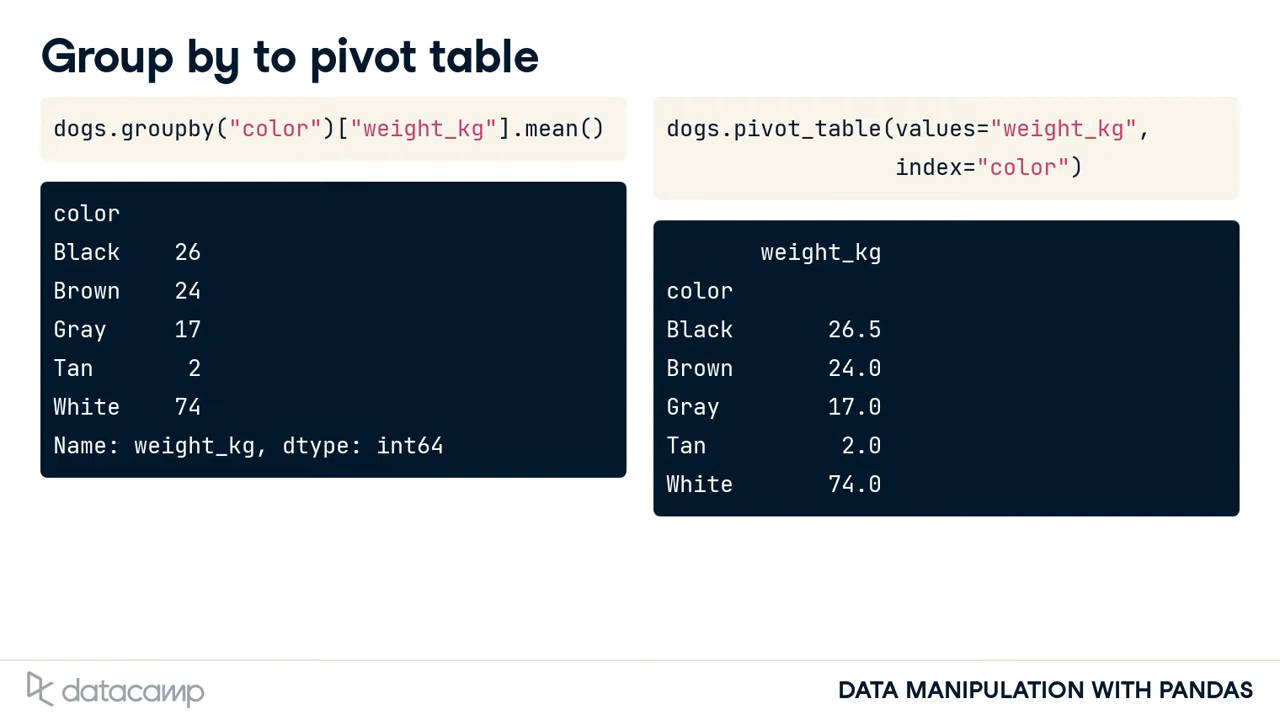 Group by to pivot table
dogs.groupby("color")["weight_kg"].mean()
color
Black    26
Brown    24
Gray     17
Tan       2
White    74
Name: weight_kg, dtype: int64
dogs.pivot_table(values="weight_kg",
                 index="color")
       weight_kg
color
Black       26.5
Brown       24.0
Gray        17.0
Tan          2.0
White       74.0
datacamp
DATA MANIPULATION WITH PANDAS